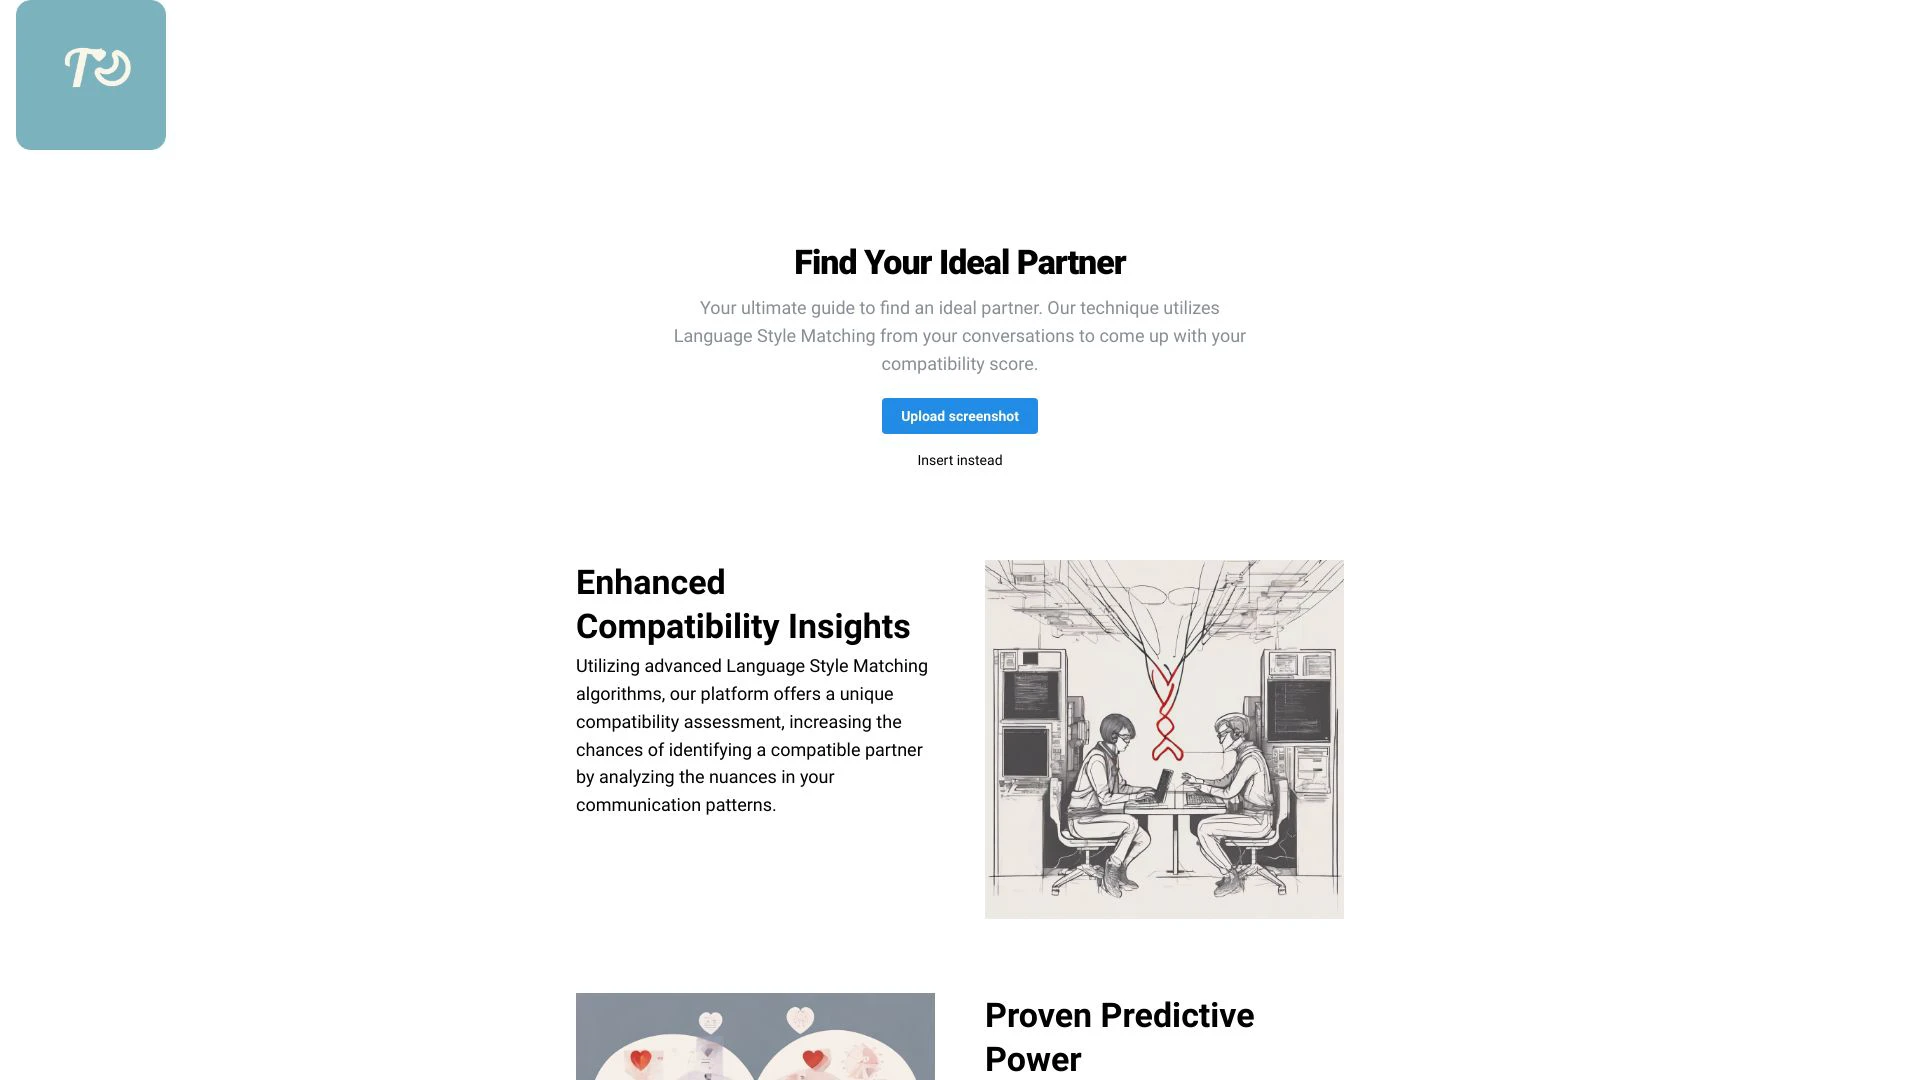 Find Your Ideal Partner
Your ultimate guide to find an ideal partner. Our technique utilizes
Language Style Matching from your conversations to come up with your
compatibility score.
Upload screenshot
Insert instead
Enhanced
Compatibility Insights
Utilizing advanced Language Style Matching
algorithms, our platform offers a unique
compatibility assessment, increasing the
chances of identifying a compatible partner
by analyzing the nuances in your
communication patterns.
Proven Predictive
Power